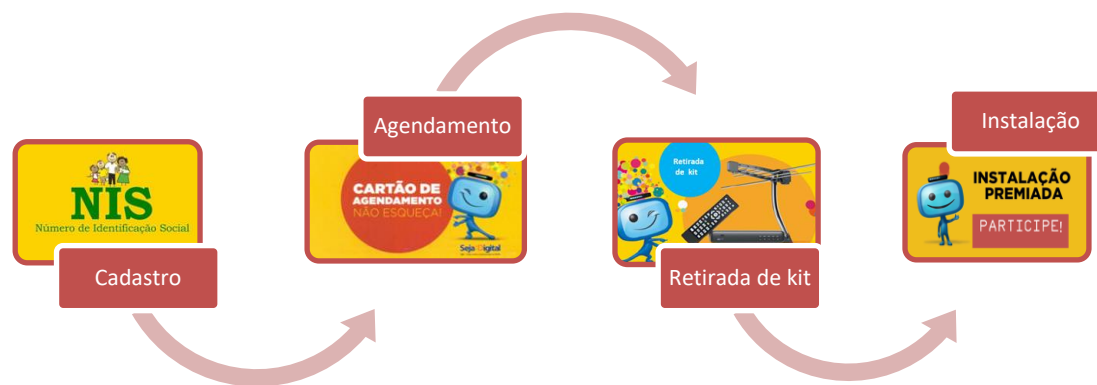 NIS
Número de Identificação Social
Cadastro
Agendamento
CARTÃO DE
AGENDAMENTO
NÃO ESQUEÇA!
Seja Digital
Retirada
de kit
Retirada de kit
Instalação
INSTALAÇÃO
PREMIADA
PARTICIPE!